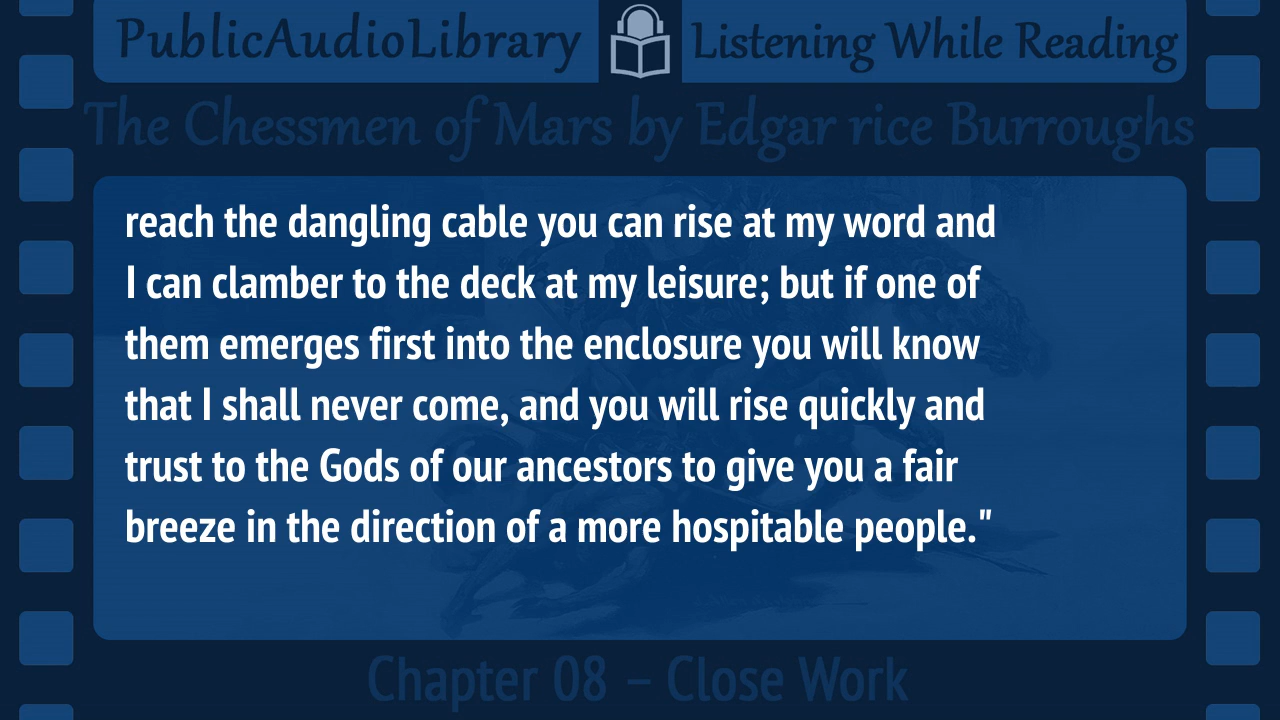 PublicAudioLibrary Listening While Reading
The Chessmen of Mars by Edgar rice Burroughs
reach the dangling cable you can rise at my word and
I can clamber to the deck at my leisure; but if one of
them emerges first into the enclosure you will know
that I shall never come, and you will rise quickly and
trust to the Gods of our ancestors to give you a fair
breeze in the direction of a more hospitable people."
Chapter 08 – Close Work